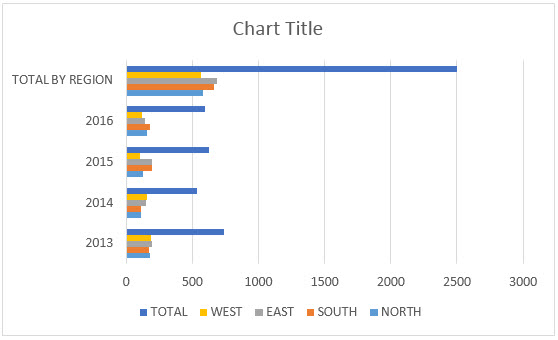 Chart Title
TOTAL BY REGION
2016
2015
2014
2013
0 500 1000 1500 2000 2500 3000
TOTAL WEST EAST SOUTH NORTH